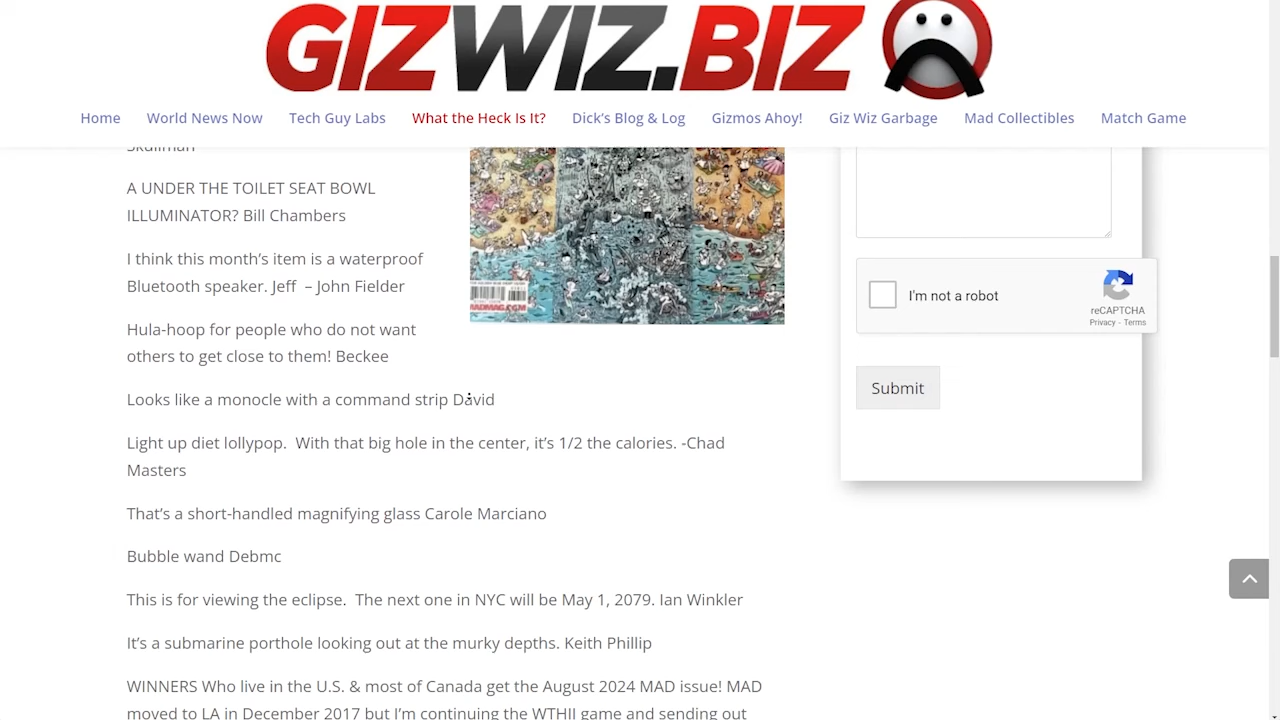 GIZWIZ.BIZ
Home World News Now Tech Guy Labs What the Heck Is It? Dick's Blog & Log Gizmos Ahoy! Giz Wiz Garbage Mad Collectibles Match Game
Skullman
A UNDER THE TOILET SEAT BOWL
ILLUMINATOR? Bill Chambers
I think this month’s item is a waterproof
Bluetooth speaker. Jeff – John Fielder
Hula-hoop for people who do not want
others to get close to them! Beckee
Looks like a monocle with a command strip David
Light up diet lollypop. With that big hole in the center, it’s 1/2 the calories. -Chad
Masters
That’s a short-handled magnifying glass Carole Marciano
Bubble wand Debmc
This is for viewing the eclipse. The next one in NYC will be May 1, 2079. Ian Winkler
It’s a submarine porthole looking out at the murky depths. Keith Phillip
WINNERS Who live in the U.S. & most of Canada get the August 2024 MAD issue! MAD
moved to LA in December 2017 but I’m continuing the WTHII game and sending out
MADMAG.COM
I'm not a robot
reCAPTCHA
Privacy - Terms
Submit